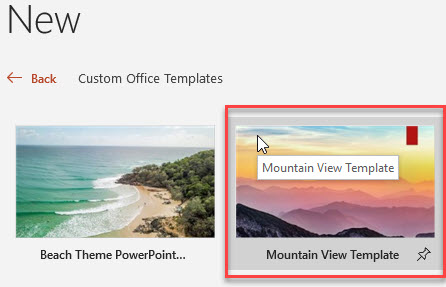 New
Back Custom Office Templates
Mountain View Template
Beach Theme PowerPoint... Mountain View Template